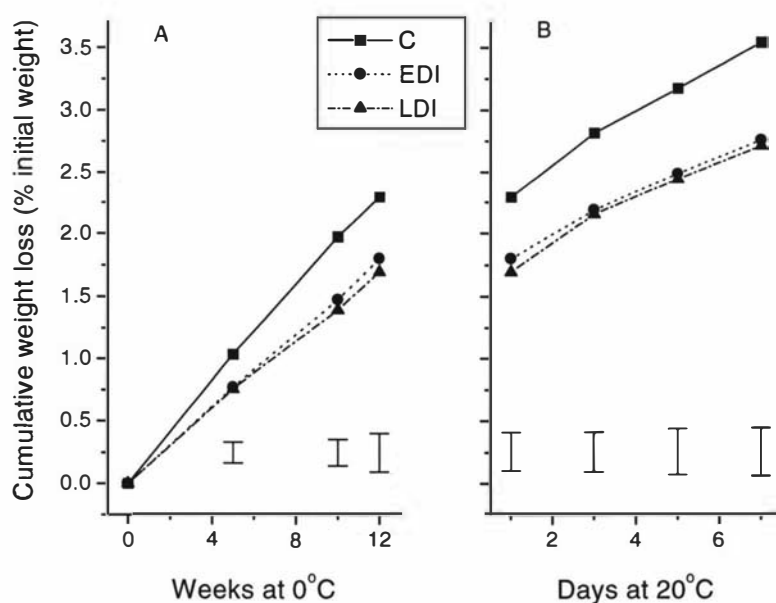 A
B
C
EDI
LDI
Cumulative weight loss (% initial weight)
3.5
3.0
2.5
2.0
1.5
1.0
0.5
0.0
0 4 8 12
2 4 6
Weeks at 0°C
Days at 20°C